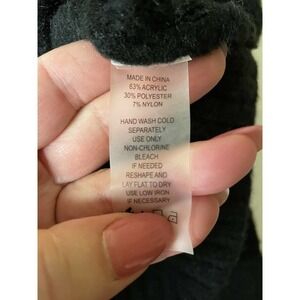 MADE IN CHINA
63% ACRYLIC
30% POLYESTER
7% NYLON
HAND WASH COLD
SEPARATELY
USE ONLY
NON-CHLORINE
BLEACH
IF NEEDED
RESHAPE AND
LAY FLAT TO DRY
USE LOW IRON
IF NECESSARY